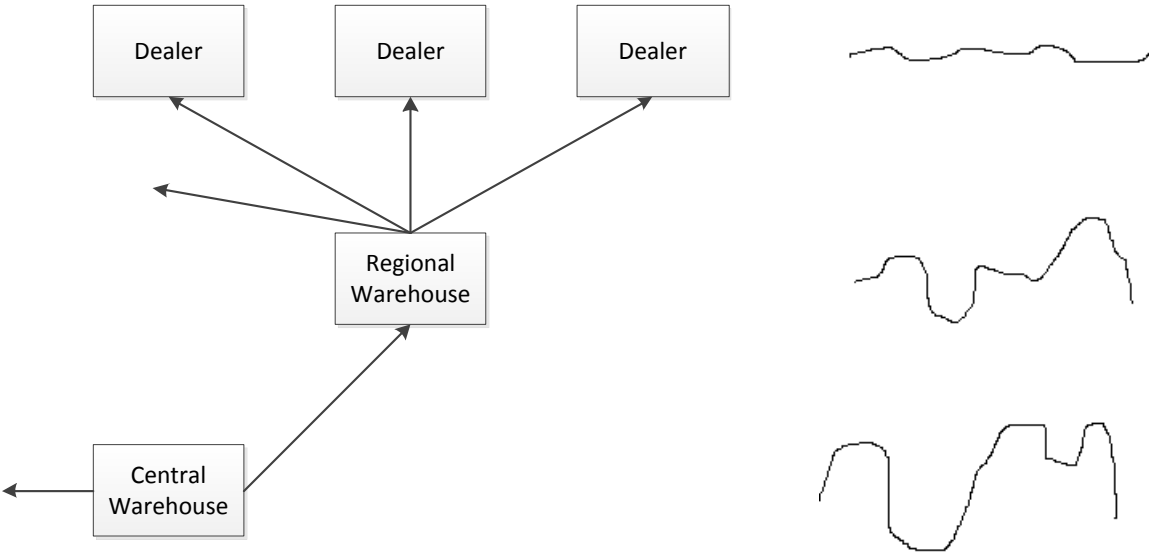 Dealer
Dealer
Dealer
Regional
Warehouse
Central
Warehouse